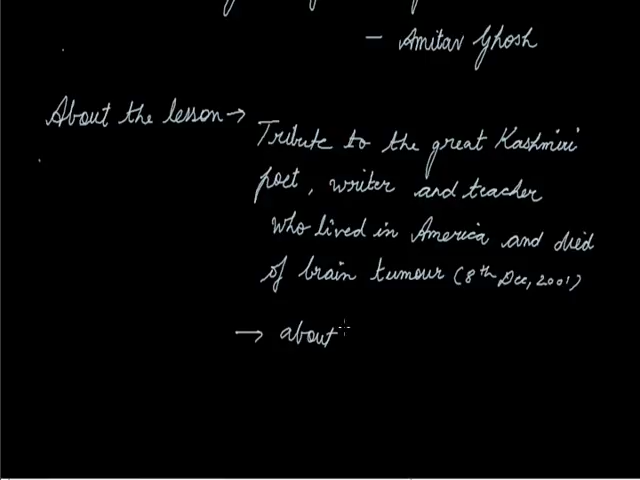 – Amitav Ghosh
About the lesson →
Tribute to the great Kashmiri
poet, writer and teacher
who lived in America and died
of brain tumour (8th Dec, 2001)
→ about